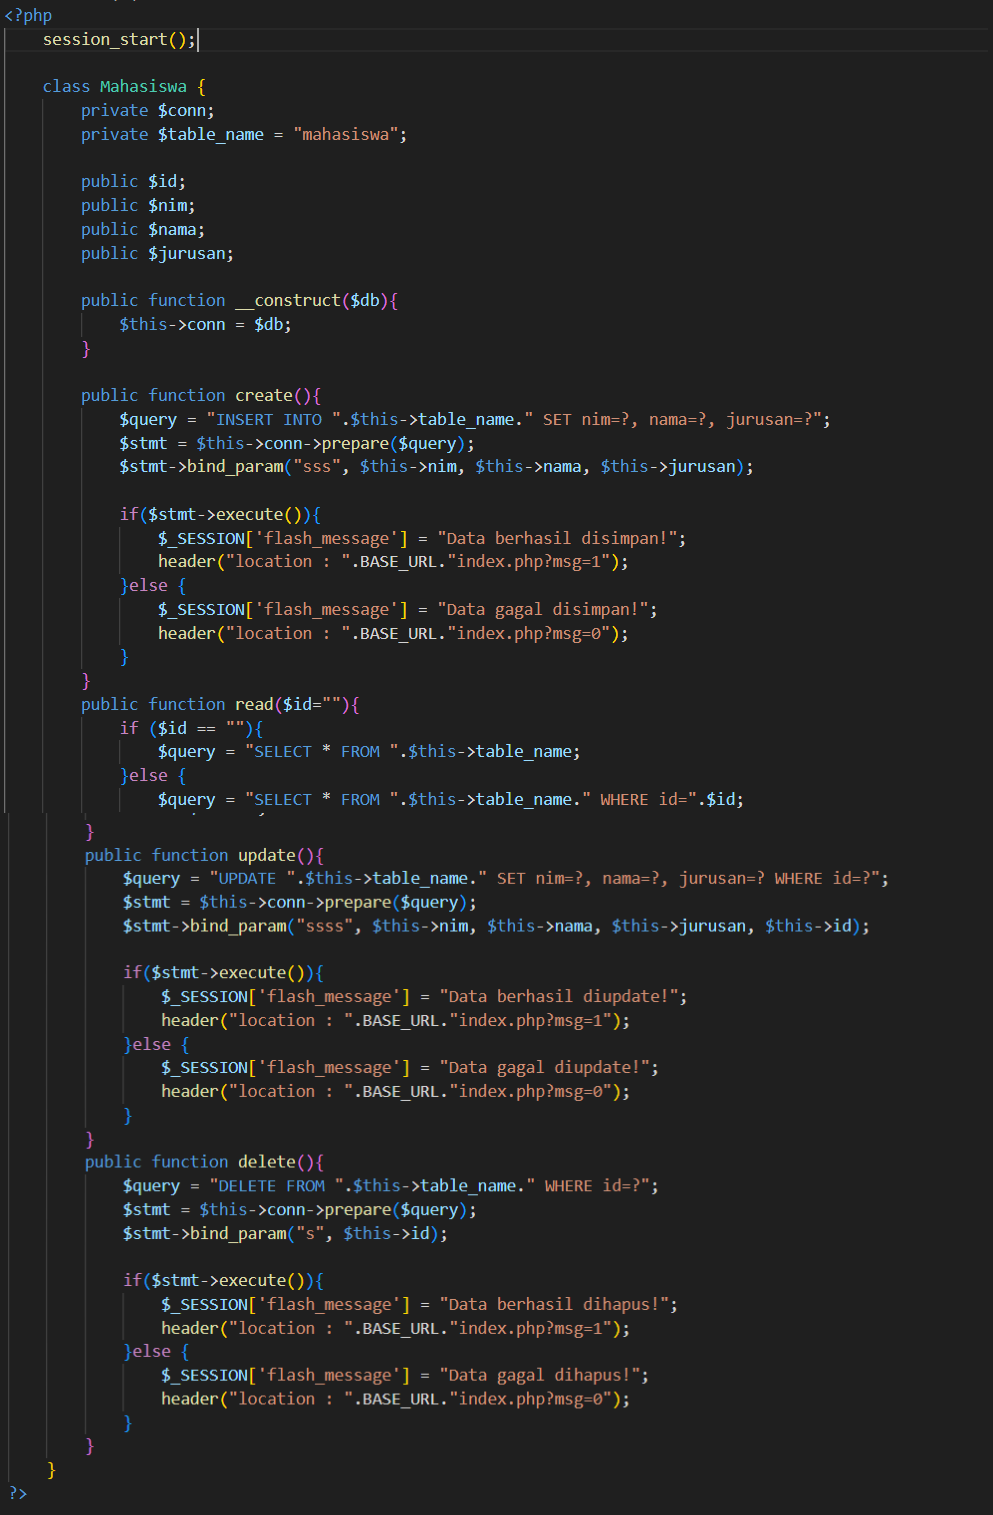 <?php
session_start();
class Mahasiswa {
private $conn;
private $table_name = "mahasiswa";
public $id;
public $nim;
public $nama;
public $jurusan;
public function __construct($db){
$this->conn = $db;
}
public function create(){
$query = "INSERT INTO ".$this->table_name." SET nim=?, nama=?, jurusan=?";
$stmt = $this->conn->prepare($query);
$stmt->bind_param("sss", $this->nim, $this->nama, $this->jurusan);
if($stmt->execute()){
$_SESSION['flash_message'] = "Data berhasil disimpan!";
header("location : ".BASE_URL."index.php?msg=1");
}else {
$_SESSION['flash_message'] = "Data gagal disimpan!";
header("location : ".BASE_URL."index.php?msg=0");
}
}
public function read($id=""){
if ($id == ""){
$query = "SELECT * FROM ".$this->table_name;
}else {
$query = "SELECT * FROM ".$this->table_name." WHERE id=".$id;
}
public function update(){
$query = "UPDATE ".$this->table_name." SET nim=?, nama=?, jurusan=? WHERE id=?";
$stmt = $this->conn->prepare($query);
$stmt->bind_param("ssss", $this->nim, $this->nama, $this->jurusan, $this->id);
if($stmt->execute()){
$_SESSION['flash_message'] = "Data berhasil diupdate!";
header("location : ".BASE_URL."index.php?msg=1");
}else {
$_SESSION['flash_message'] = "Data gagal diupdate!";
header("location : ".BASE_URL."index.php?msg=0");
}
}
public function delete(){
$query = "DELETE FROM ".$this->table_name." WHERE id=?";
$stmt = $this->conn->prepare($query);
$stmt->bind_param("s", $this->id);
if($stmt->execute()){
$_SESSION['flash_message'] = "Data berhasil dihapus!";
header("location : ".BASE_URL."index.php?msg=1");
}else {
$_SESSION['flash_message'] = "Data gagal dihapus!";
header("location : ".BASE_URL."index.php?msg=0");
}
}
}
?>